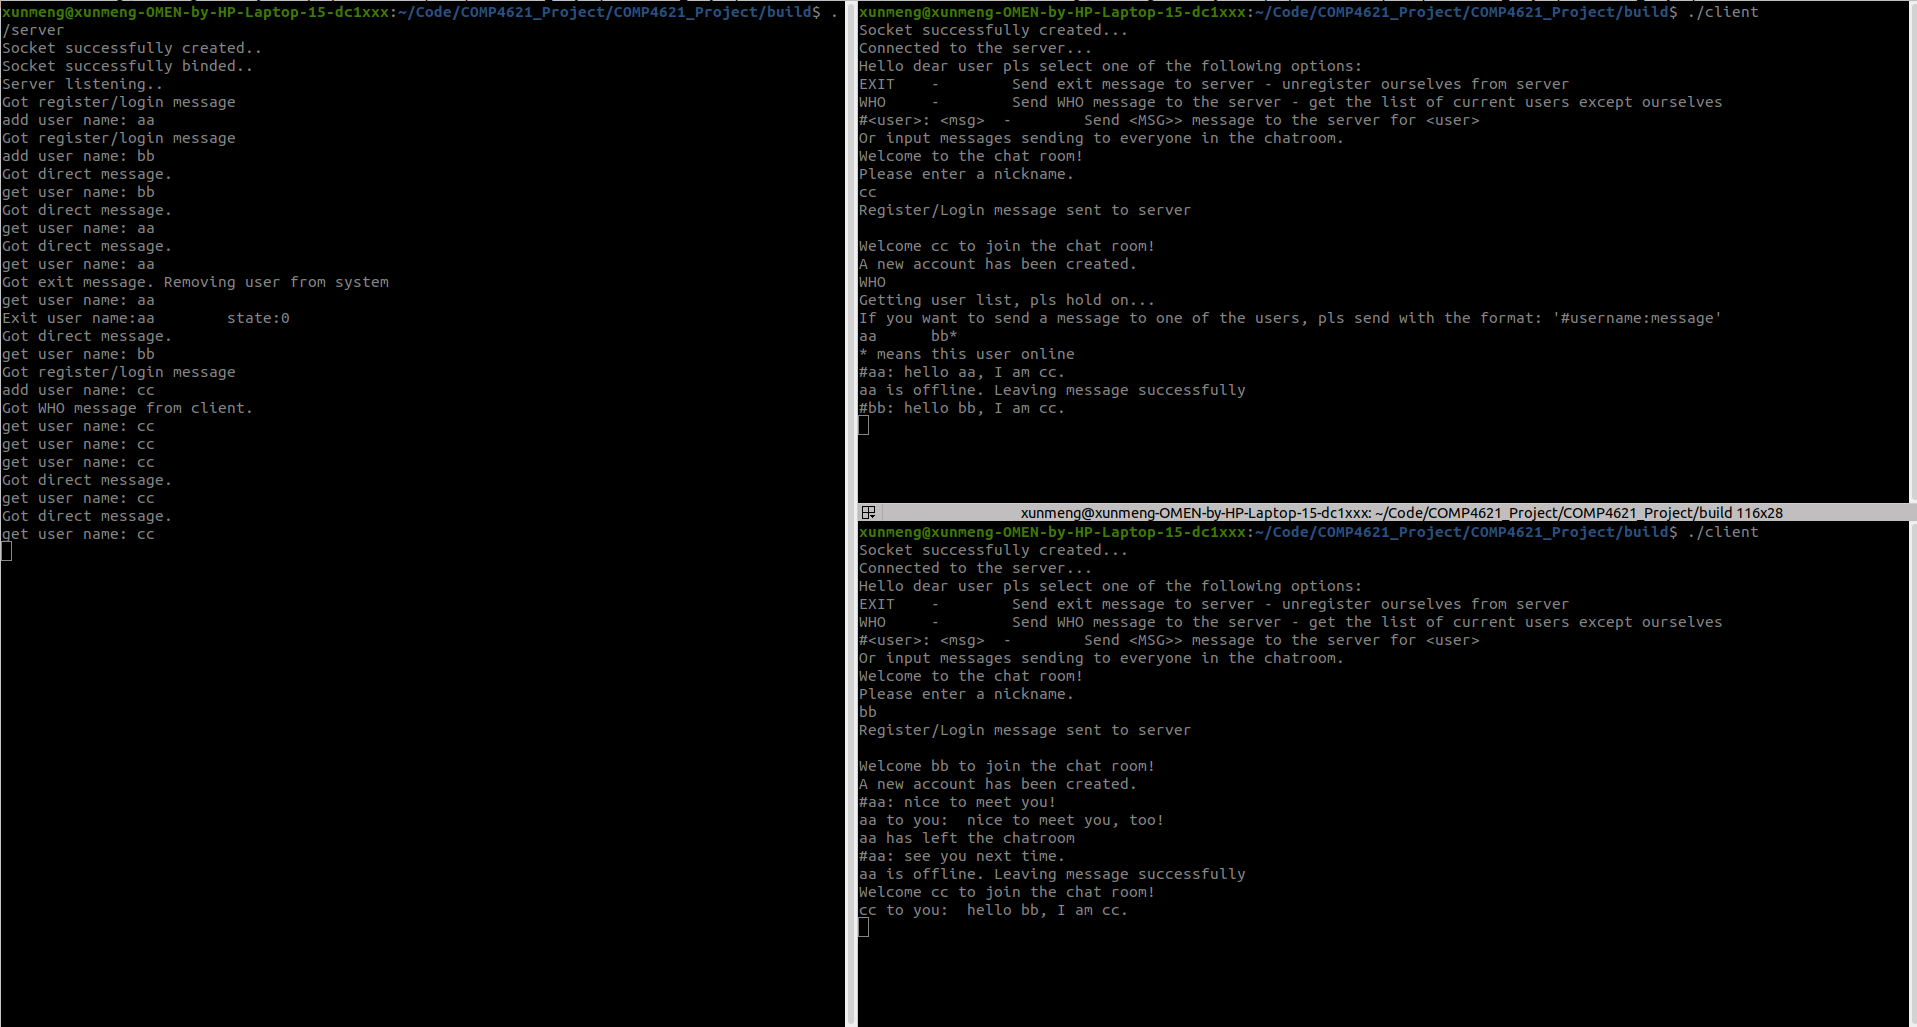 xunmeng@xunmeng-OMEN-by-HP-Laptop-15-dc1xxx:~/Code/COMP4621_Project/COMP4621_Project/build$ .
/server
Socket successfully created..
Socket successfully binded..
Server listening..
Got register/login message
add user name: aa
Got register/login message
add user name: bb
Got direct message.
get user name: bb
Got direct message.
get user name: aa
Got direct message.
get user name: aa
Got exit message. Removing user from system
get user name: aa
Exit user name:aa        state:0
Got direct message.
get user name: bb
Got register/login message
add user name: cc
Got WHO message from client.
get user name: cc
get user name: cc
get user name: cc
Got direct message.
get user name: cc
Got direct message.
get user name: cc
xunmeng@xunmeng-OMEN-by-HP-Laptop-15-dc1xxx:~/Code/COMP4621_Project/COMP4621_Project/build$ ./client
Socket successfully created...
Connected to the server...
Hello dear user pls select one of the following options:
EXIT    -        Send exit message to server - unregister ourselves from server
WHO     -        Send WHO message to the server - get the list of current users except ourselves
#<user>: <msg>  -        Send <MSG>> message to the server for <user>
Or input messages sending to everyone in the chatroom.
Welcome to the chat room!
Please enter a nickname.
cc
Register/Login message sent to server
Welcome cc to join the chat room!
A new account has been created.
WHO
Getting user list, pls hold on...
If you want to send a message to one of the users, pls send with the format: '#username:message'
aa      bb*
* means this user online
#aa: hello aa, I am cc.
aa is offline. Leaving message successfully
#bb: hello bb, I am cc.
xunmeng@xunmeng-OMEN-by-HP-Laptop-15-dc1xxx: ~/Code/COMP4621_Project/COMP4621_Project/build 116x28
xunmeng@xunmeng-OMEN-by-HP-Laptop-15-dc1xxx:~/Code/COMP4621_Project/COMP4621_Project/build$ ./client
Socket successfully created...
Connected to the server...
Hello dear user pls select one of the following options:
EXIT    -        Send exit message to server - unregister ourselves from server
WHO     -        Send WHO message to the server - get the list of current users except ourselves
#<user>: <msg>  -        Send <MSG>> message to the server for <user>
Or input messages sending to everyone in the chatroom.
Welcome to the chat room!
Please enter a nickname.
bb
Register/Login message sent to server
Welcome bb to join the chat room!
A new account has been created.
#aa: nice to meet you!
aa to you:  nice to meet you, too!
aa has left the chatroom
#aa: see you next time.
aa is offline. Leaving message successfully
Welcome cc to join the chat room!
cc to you:  hello bb, I am cc.